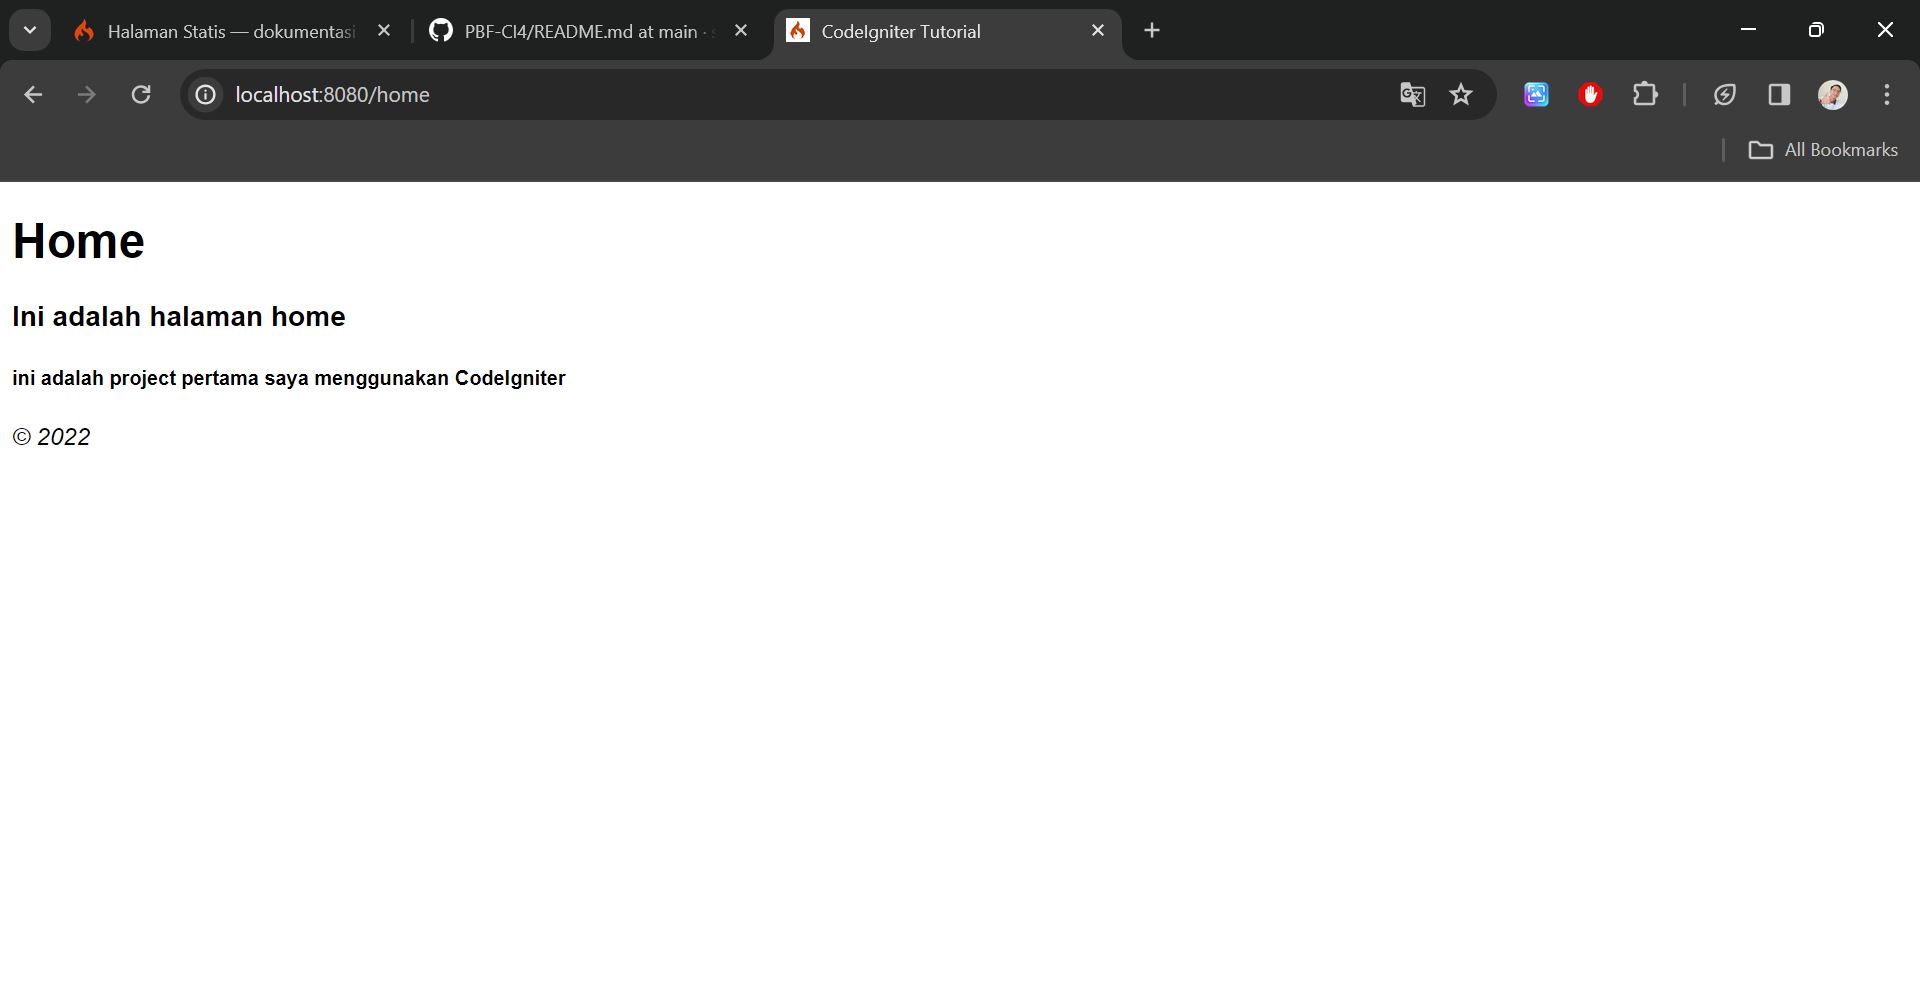 Halaman Statis — dokumentasi
PBF-CI4/README.md at main ·
CodeIgniter Tutorial
localhost:8080/home
All Bookmarks
Home
Ini adalah halaman home
ini adalah project pertama saya menggunakan CodeIgniter
© 2022